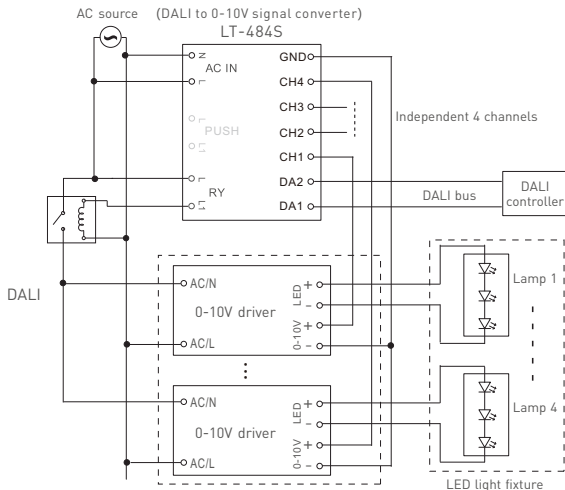 AC source
(DALI to 0-10V signal converter)
LT-484S
N
AC IN
L
L
PUSH
L1
L
RY
L1
GND
CH4
CH3
CH2
CH1
DA2
DA1
Independent 4 channels
DALI bus
DALI
controller
DALI
AC/N
0-10V driver
AC/L
LED
+
−
0-10V
+
−
Lamp 1
AC/N
0-10V driver
AC/L
LED
+
−
0-10V
+
−
Lamp 4
LED light fixture